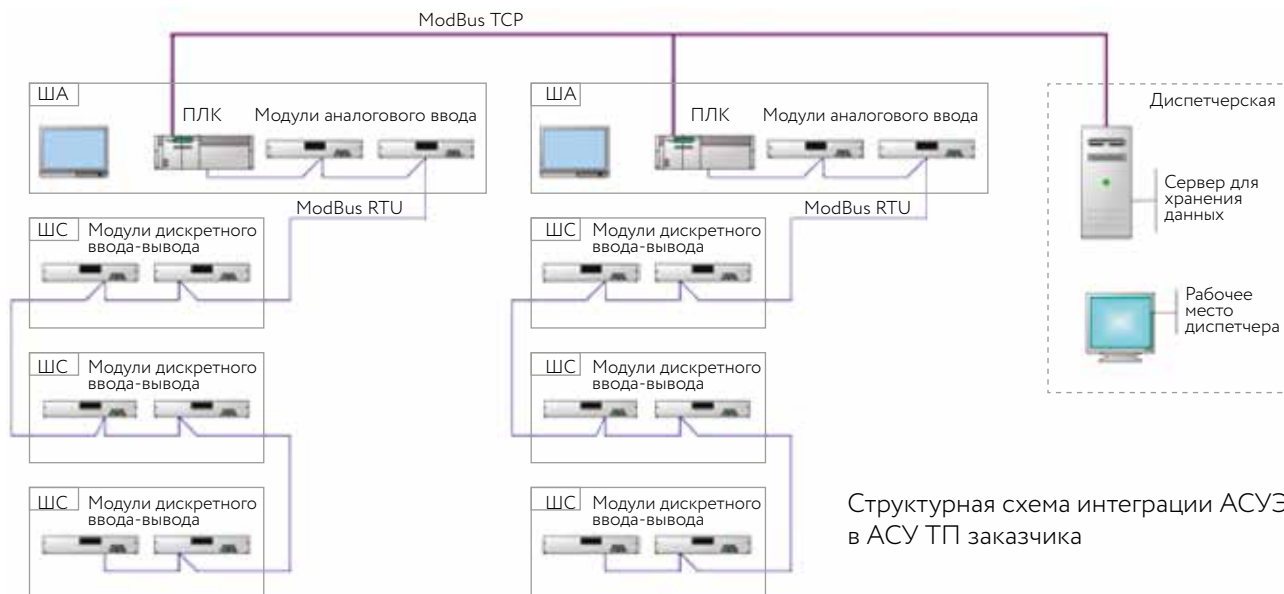 ModBus TCP
ША
ПЛК
Модули аналогового ввода
ModBus RTU
ШС
Модули дискретного
ввода-вывода
ШС
Модули дискретного
ввода-вывода
ШС
Модули дискретного
ввода-вывода
ША
ПЛК
Модули аналогового ввода
ModBus RTU
ШС
Модули дискретного
ввода-вывода
ШС
Модули дискретного
ввода-вывода
ШС
Модули дискретного
ввода-вывода
Диспетчерская
Сервер для
хранения
данных
Рабочее
место
диспетчера
Структурная схема интеграции АСУЭ
в АСУ ТП заказчика